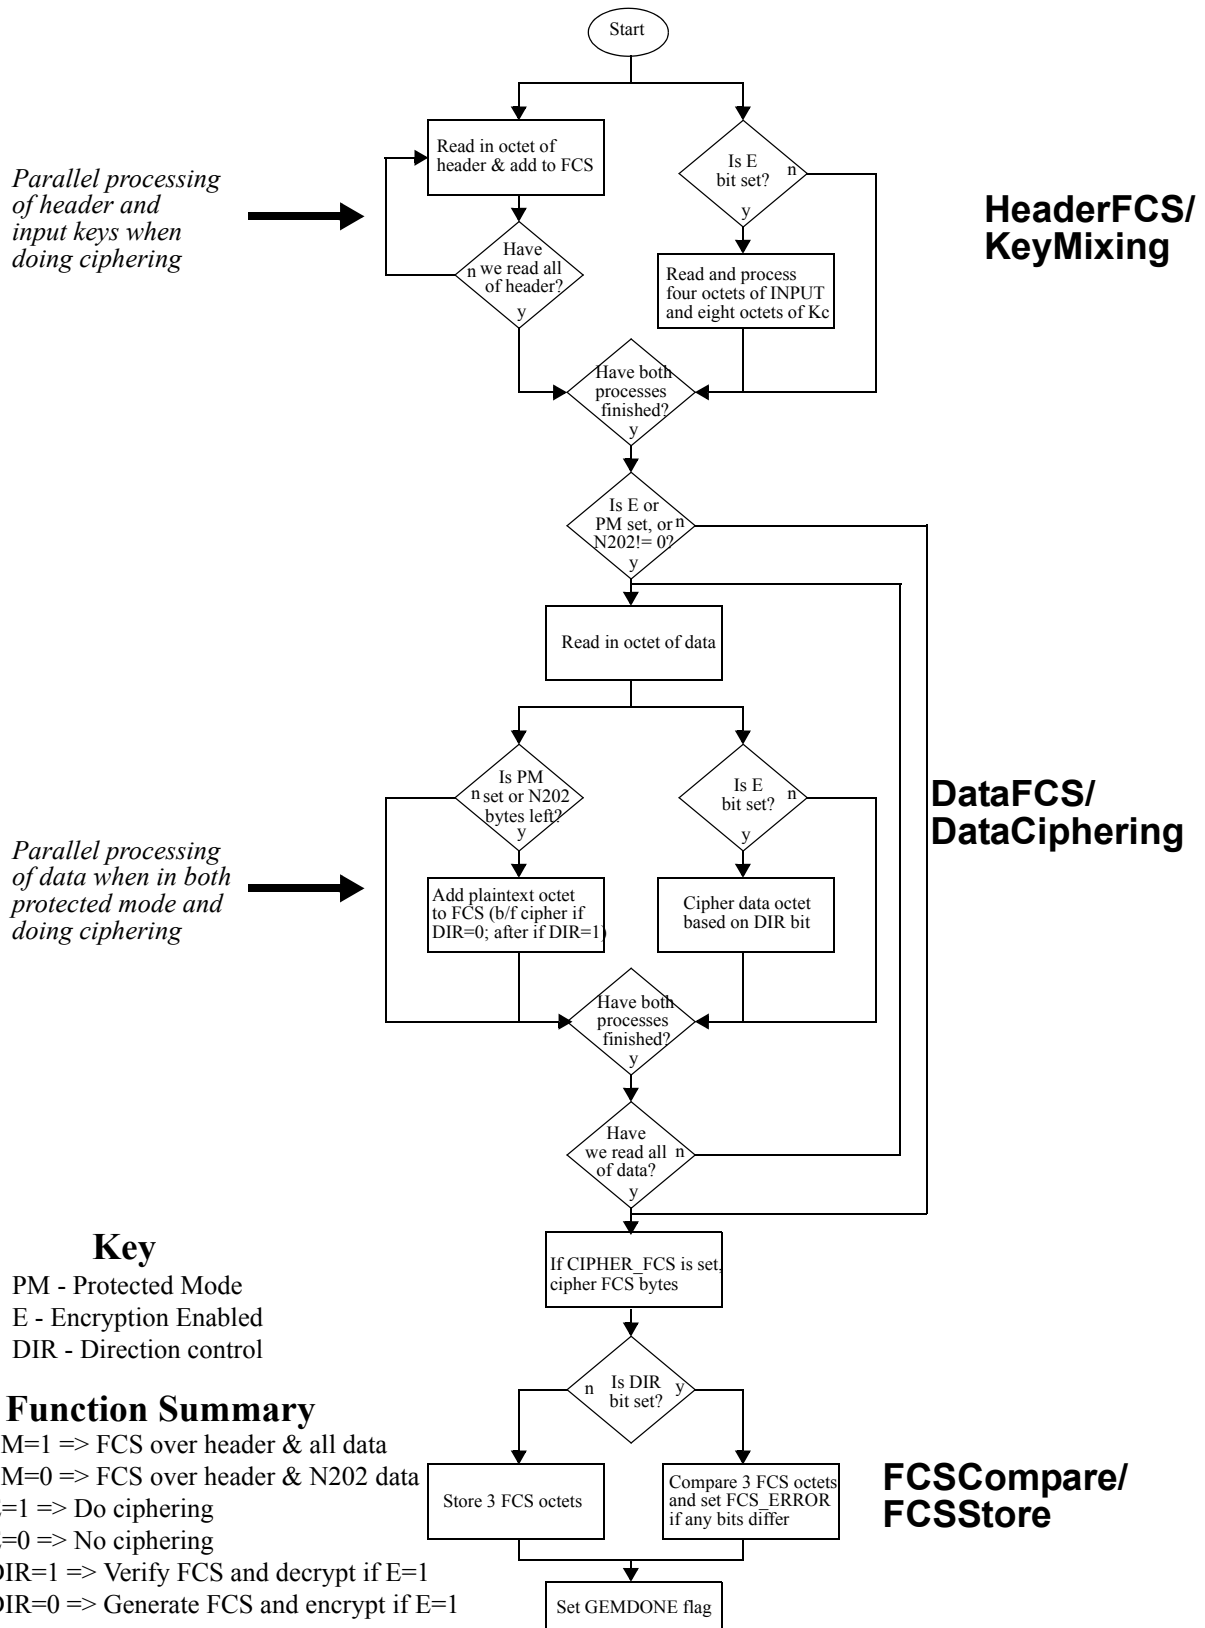 Start
Read in octet of
header & add to FCS
Is E
bit set?
n
y
Parallel processing
of header and
input keys when
doing ciphering
HeaderFCS/
KeyMixing
Have
n we read all
of header?
y
Read and process
four octets of INPUT
and eight octets of Kc
Have both
processes
finished?
y
Is E or
PM set, or n
N202!= 0?
y
Read in octet of data
Is PM
n set or N202
bytes left?
y
Is E
bit set? n
y
DataFCS/
DataCiphering
Parallel processing
of data when in both
protected mode and
doing ciphering
Add plaintext octet
to FCS (b/f cipher if
DIR=0; after if DIR=1)
Cipher data octet
based on DIR bit
Have both
processes
finished?
y
Have
we read all n
of data?
y
If CIPHER_FCS is set,
cipher FCS bytes
Key
PM - Protected Mode
E - Encryption Enabled
DIR - Direction control
n Is DIR y
bit set?
Function Summary
M=1 => FCS over header & all data
M=0 => FCS over header & N202 data
E=1 => Do ciphering
E=0 => No ciphering
DIR=1 => Verify FCS and decrypt if E=1
DIR=0 => Generate FCS and encrypt if E=1
Store 3 FCS octets
Compare 3 FCS octets
and set FCS_ERROR
if any bits differ
FCSCompare/
FCSStore
Set GEMDONE flag